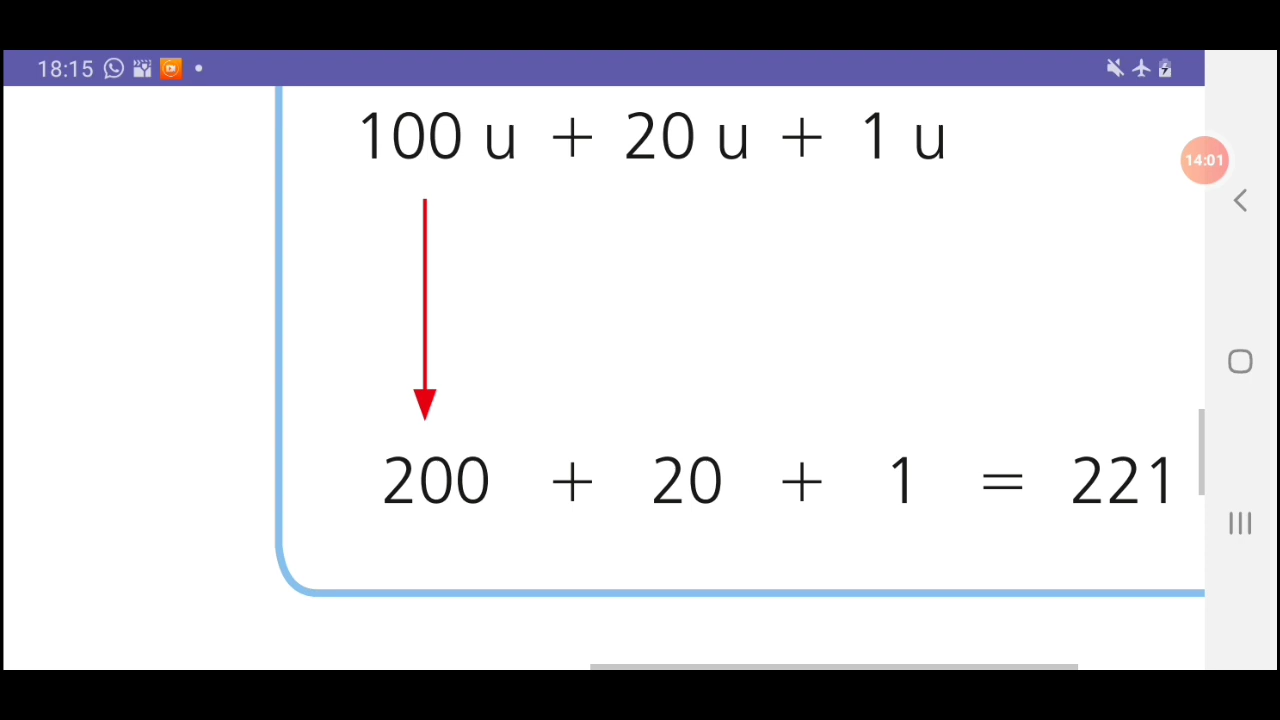 18:15
100 u + 20 u + 1 u
14:01
200 + 20 + 1 = 221